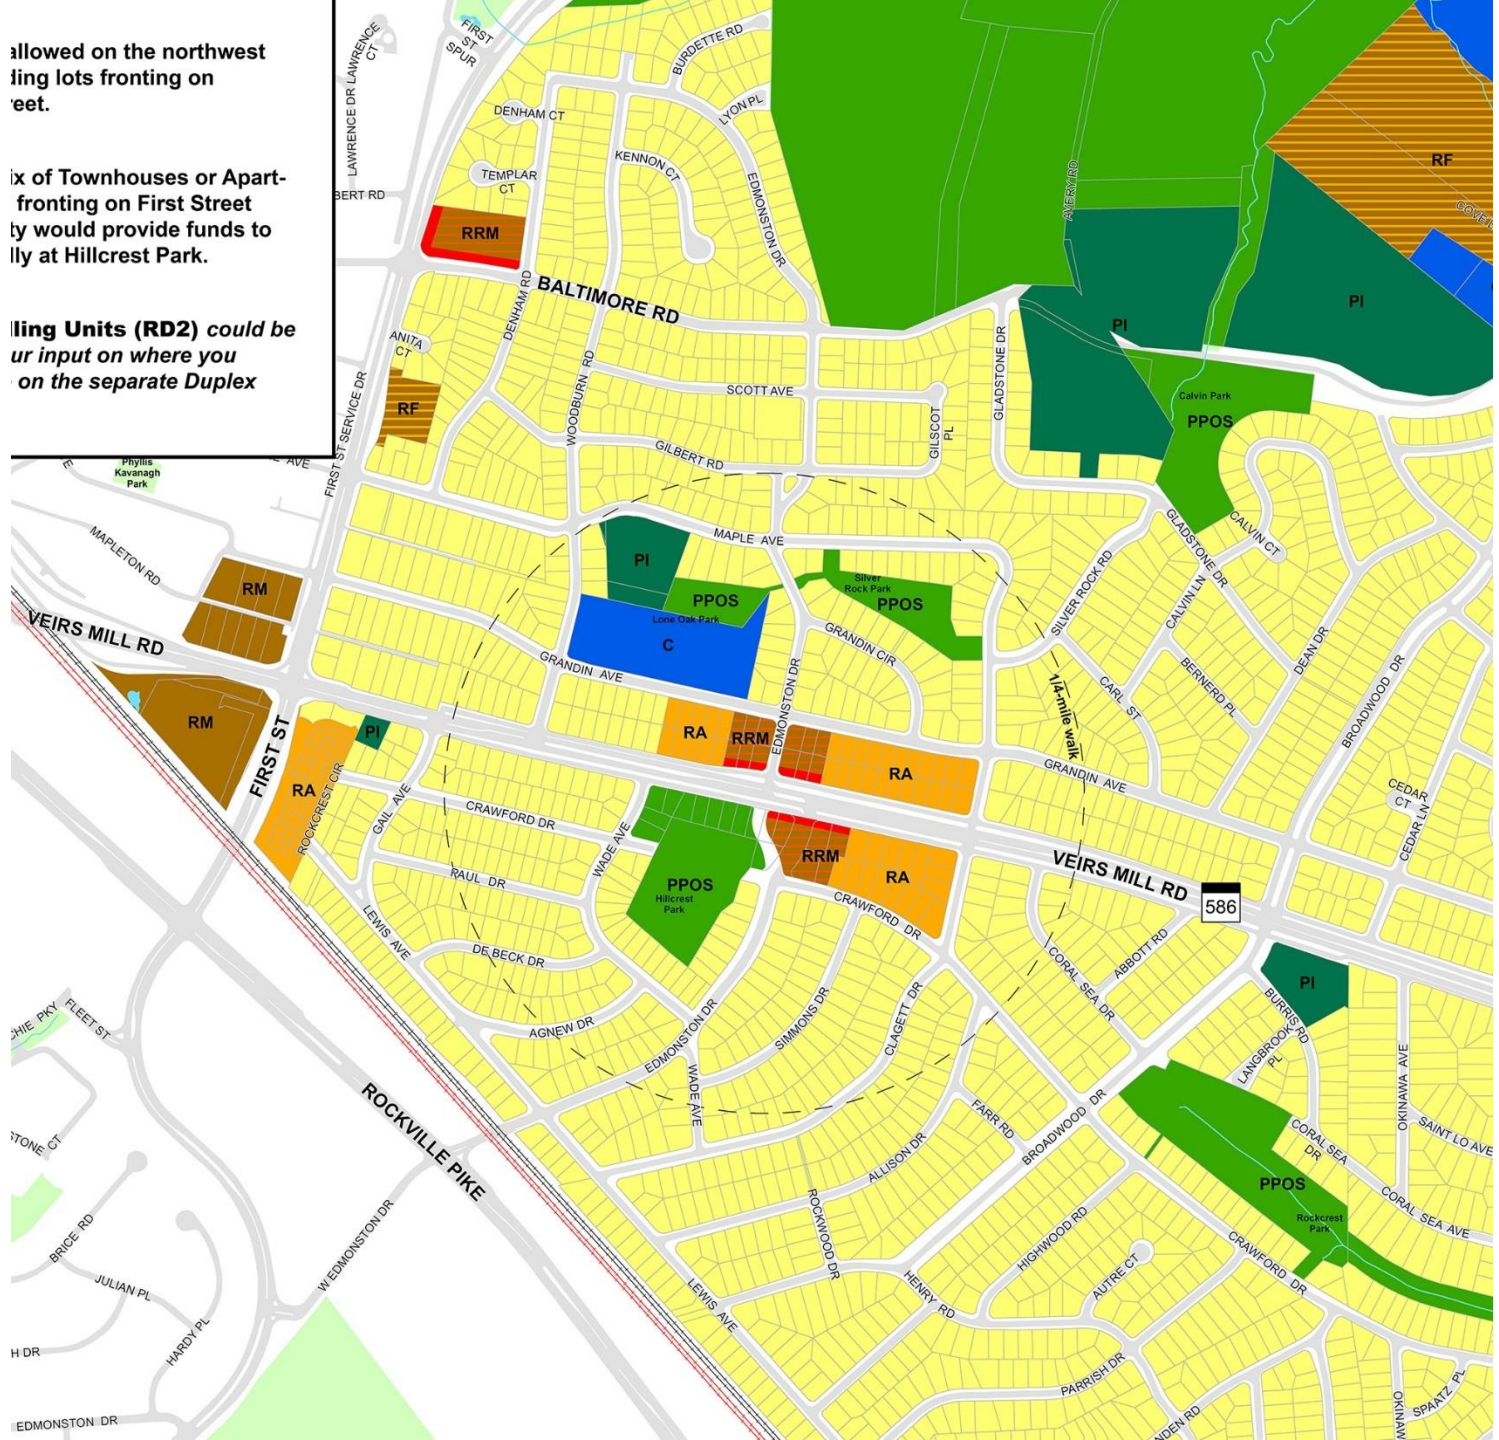 allowed on the northwest
ding lots fronting on
reet.
ix of Townhouses or Apart-
fronting on First Street
ty would provide funds to
lly at Hillcrest Park.
lling Units (RD2) could be
ur input on where you
on the separate Duplex
LAWRENCE DR
LAWRENCE
CT
FIRST
ST
SPUR
BURDETTE RD
LYON PL
DENHAM CT
KENNON CT
TEMPLAR
CT
BERT RD
EDMONSTON DR
AVERY RD
RF
COVE L
RRM
DENHAM RD
BALTIMORE RD
PI
PI
ANITA
CT
FIRST ST SERVICE DR
WOODBURN RD
SCOTT AVE
GLADSTONE DR
GILSCOT
PL
Calvin Park
PPOS
RF
GILBERT RD
AVE
Phyllis
Kavanagh
Park
MAPLETON RD
MAPLE AVE
GLADSTONE DR
CALVIN CT
PI
PPOS
Lone Oak Park
Silver
Rock Park
PPOS
SILVER ROCK RD
CALVIN LN
RM
VEIRS MILL RD
C
GRANDIN CIR
GRANDIN AVE
EDMONSTON DR
1/4-mile walk
CARL ST
BERNERD PL
DEAN DR
BROADWOOD DR
RM
FIRST ST
PI
RA
RRM
RA
GRANDIN AVE
CEDAR
CT
CEDAR LN
RA
ROCKCREST CIR
GAIL AVE
CRAWFORD DR
WADE AVE
RRM
RA
VEIRS MILL RD
586
PAUL DR
PPOS
Hillcrest
Park
CRAWFORD DR
LEWIS AVE
DE BECK DR
ABBOTT RD
CORAL SEA DR
PI
BURRIS RD
LANGBROOK
PL
CHIE PKY
FLEET ST
AGNEW DR
EDMONSTON DR
SIMMONS DR
CLAGETT DR
WADE AVE
OKINAWA AVE
SAINT LO AVE
ROCKVILLE PIKE
FARR RD
BROADWOOD DR
ALLISON DR
CORAL SEA
DR
STONE CT
PPOS
Rockcrest
Park
CORAL SEA AVE
BRICE RD
JULIAN PL
HARDY PL
W EDMONSTON DR
ROCKWOOD DR
HIGHWOOD RD
CRAWFORD DR
AUTRE CT
HENRY RD
LEWIS AVE
H DR
PARRISH DR
EDMONSTON DR
NDEN RD
OKINAW
SPAATZ PL